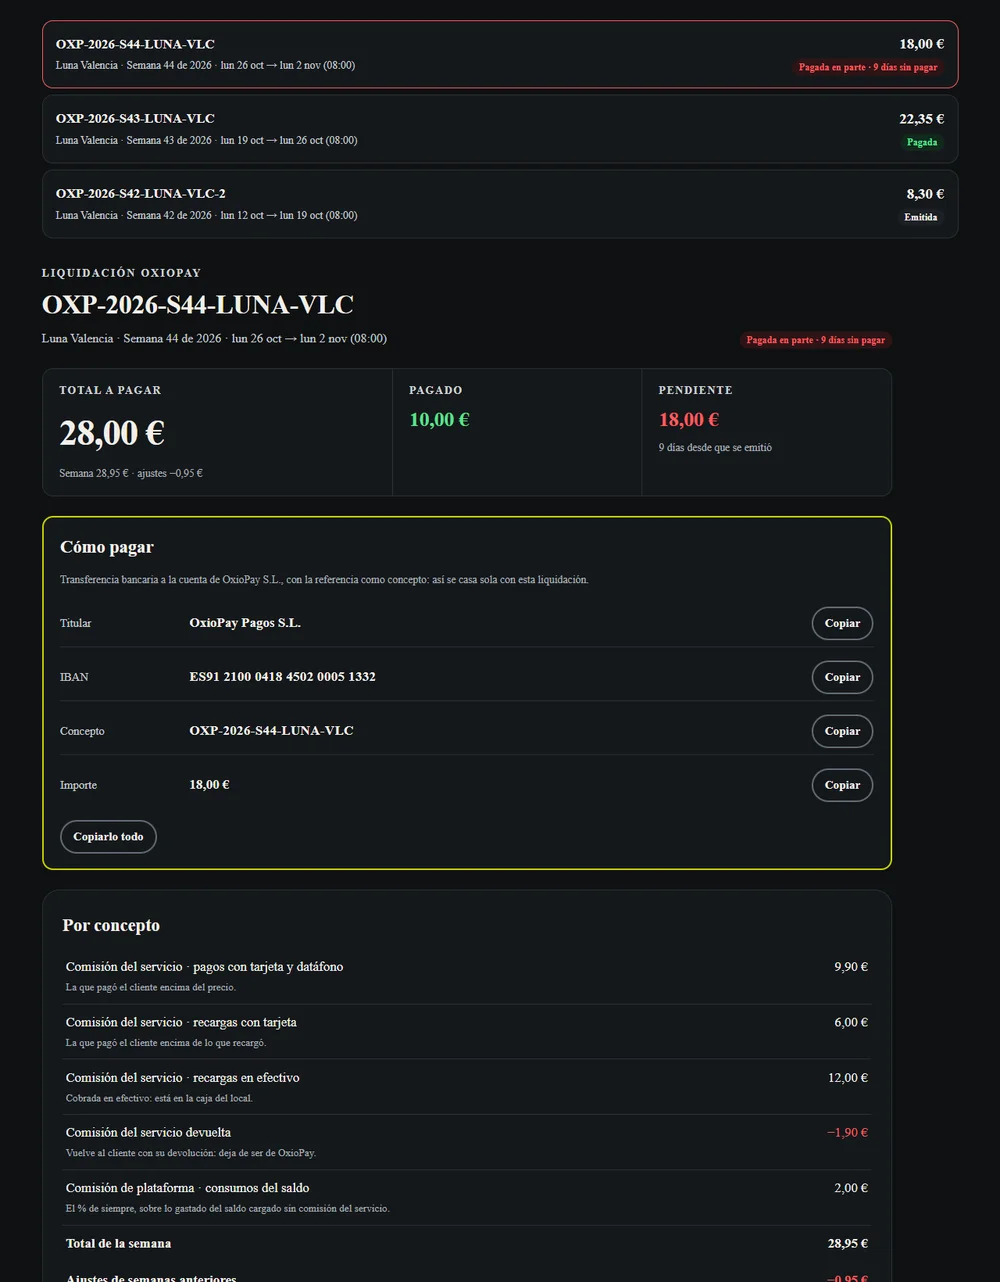 OXP-2026-S44-LUNA-VLC
18,00 €
Luna Valencia · Semana 44 de 2026 · lun 26 oct → lun 2 nov (08:00)
Pagada en parte · 9 días sin pagar
OXP-2026-S43-LUNA-VLC
22,35 €
Luna Valencia · Semana 43 de 2026 · lun 19 oct → lun 26 oct (08:00)
Pagada
OXP-2026-S42-LUNA-VLC-2
8,30 €
Luna Valencia · Semana 42 de 2026 · lun 12 oct → lun 19 oct (08:00)
Emitida
LIQUIDACIÓN OXIOPAY
OXP-2026-S44-LUNA-VLC
Luna Valencia · Semana 44 de 2026 · lun 26 oct → lun 2 nov (08:00)
Pagada en parte · 9 días sin pagar
TOTAL A PAGAR
28,00 €
Semana 28,95 € · ajustes −0,95 €
PAGADO
10,00 €
PENDIENTE
18,00 €
9 días desde que se emitió
Cómo pagar
Transferencia bancaria a la cuenta de OxioPay S.L., con la referencia como concepto: así se casa sola con esta liquidación.
Titular
OxioPay Pagos S.L.
Copiar
IBAN
ES91 2100 0418 4502 0005 1332
Copiar
Concepto
OXP-2026-S44-LUNA-VLC
Copiar
Importe
18,00 €
Copiar
Copiarlo todo
Por concepto
Comisión del servicio · pagos con tarjeta y datáfono
9,90 €
La que pagó el cliente encima del precio.
Comisión del servicio · recargas con tarjeta
6,00 €
La que pagó el cliente encima de lo que recargó.
Comisión del servicio · recargas en efectivo
12,00 €
Cobrada en efectivo: está en la caja del local.
Comisión del servicio devuelta
−1,90 €
Vuelve al cliente con su devolución: deja de ser de OxioPay.
Comisión de plataforma · consumos del saldo
2,00 €
El % de siempre, sobre lo gastado del saldo cargado sin comisión del servicio.
Total de la semana
28,95 €
Ajustes de semanas anteriores
−0,95 €